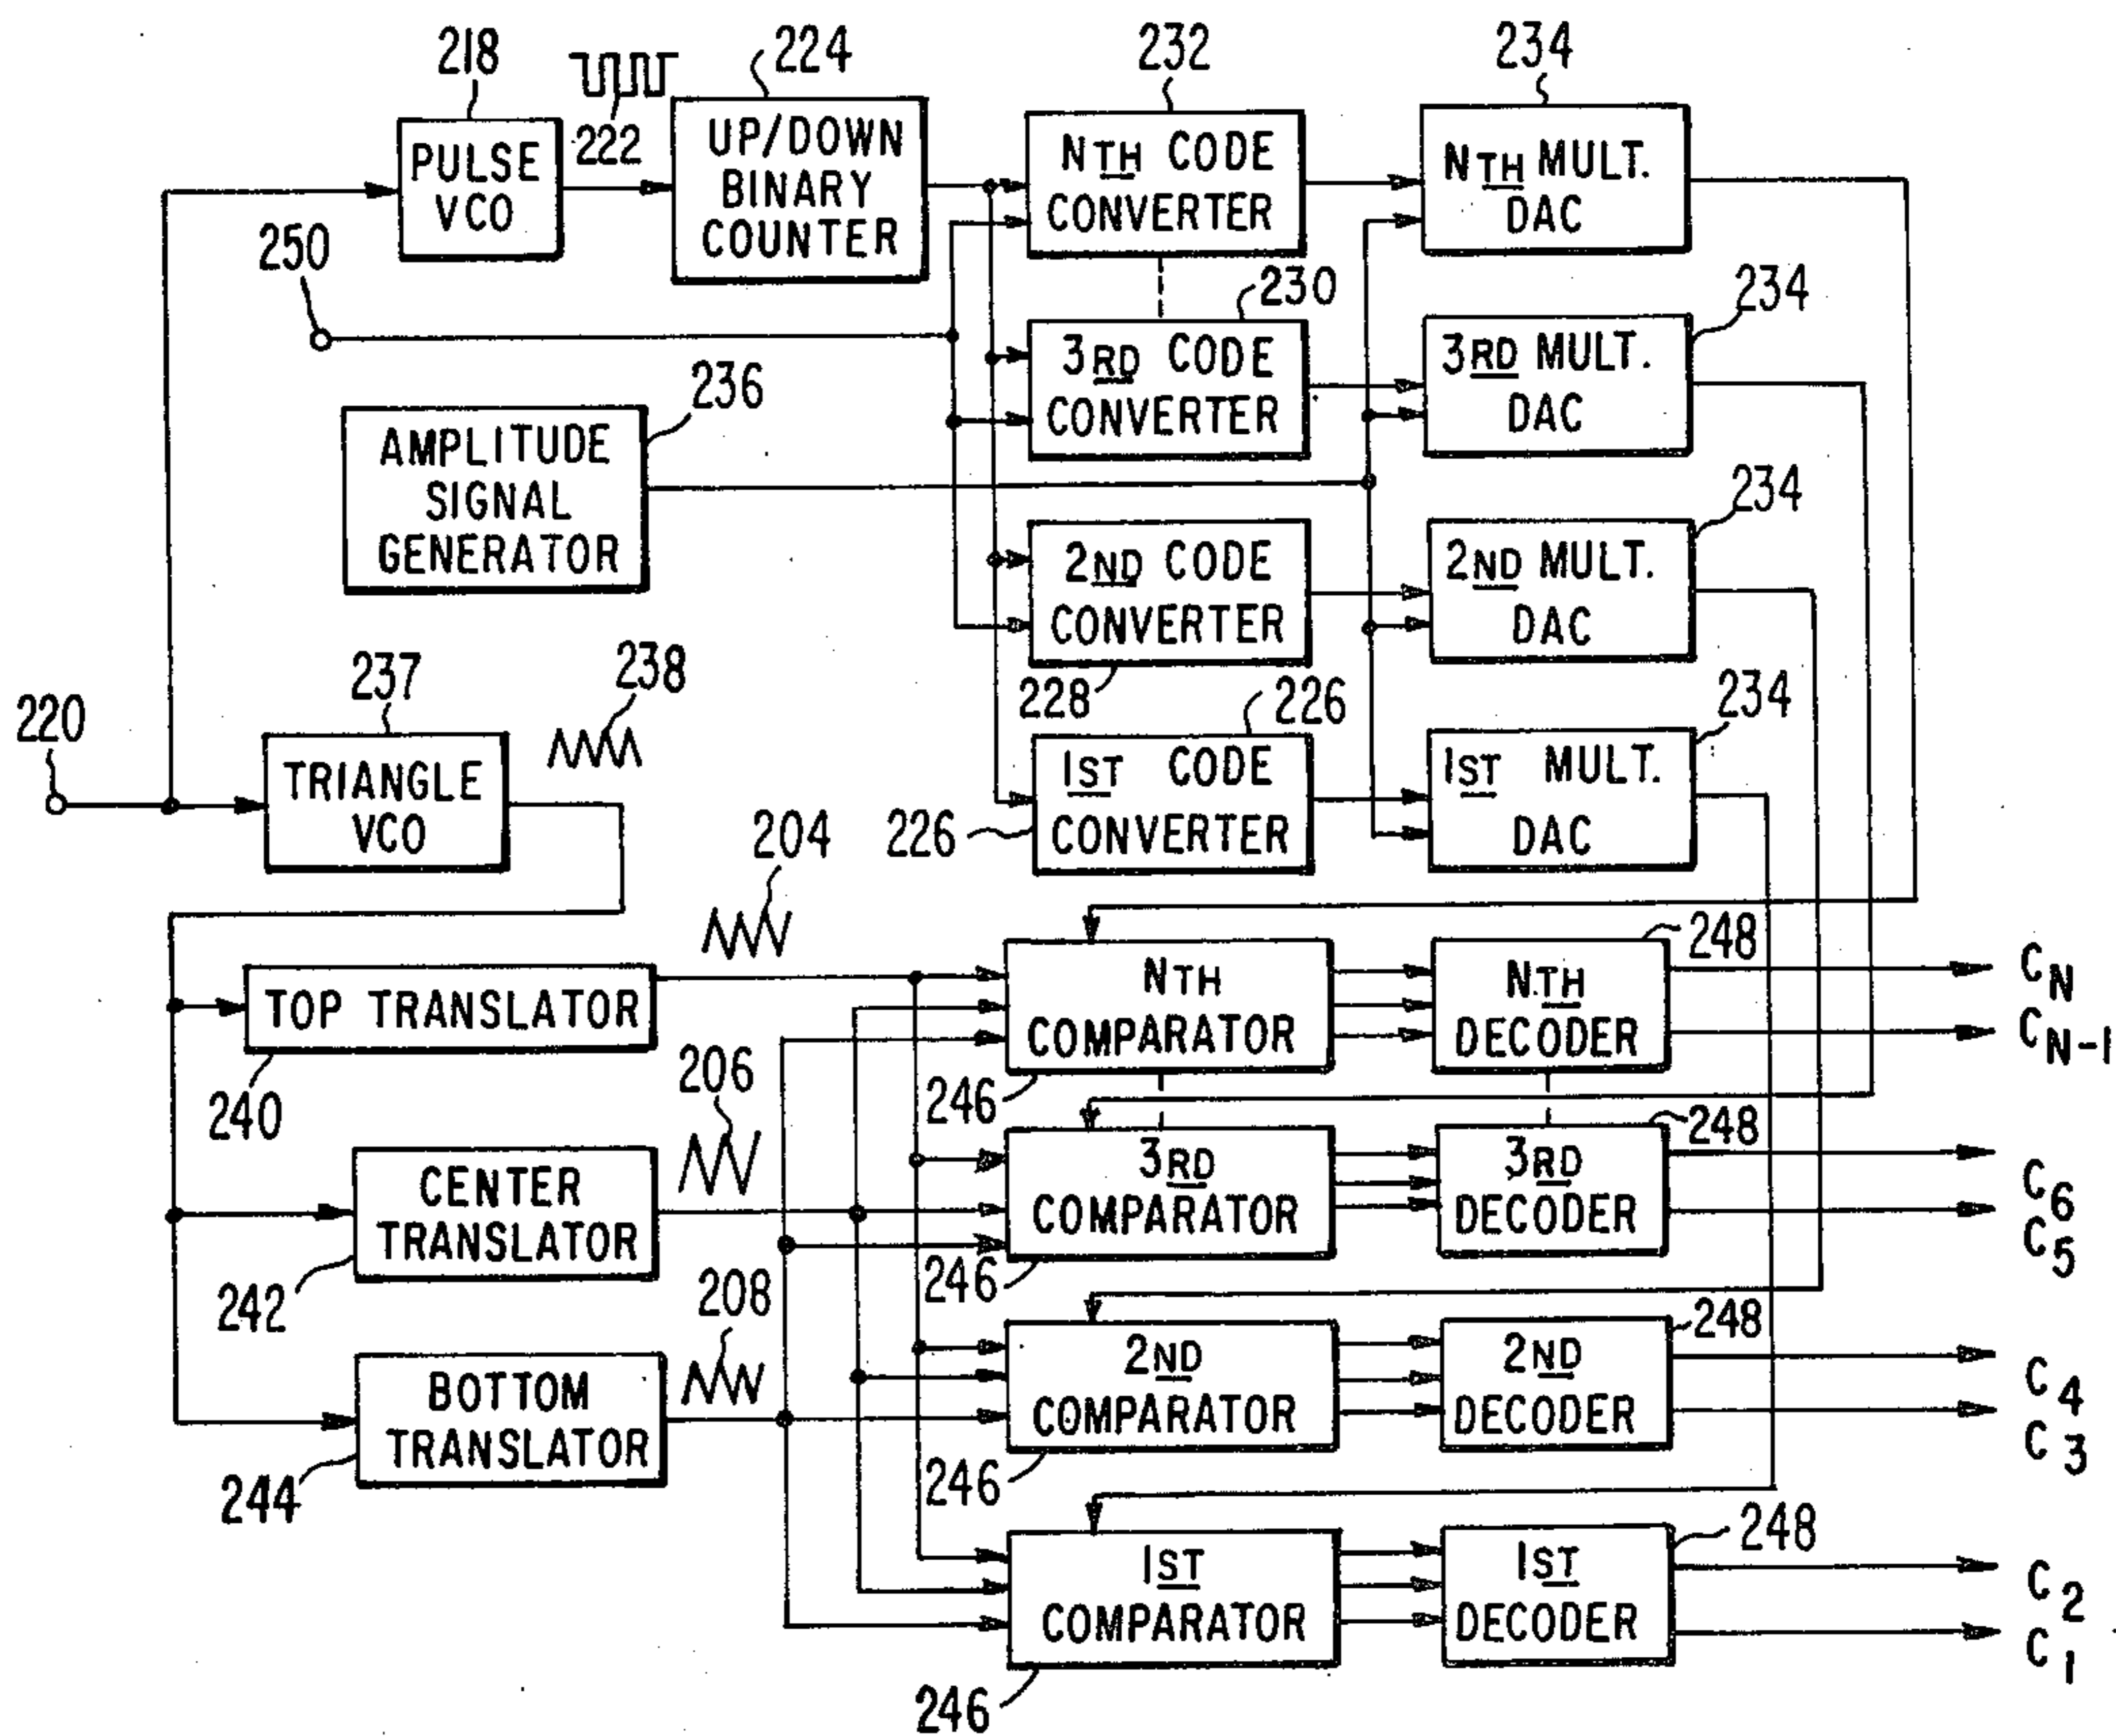 218
222
224
232
234
PULSE
VCO
UP/DOWN
BINARY
COUNTER
NTH CODE
CONVERTER
NTH MULT.
DAC
250
230
234
3RD CODE
CONVERTER
3RD MULT.
DAC
236
AMPLITUDE
SIGNAL
GENERATOR
234
2ND CODE
CONVERTER
2ND MULT.
DAC
228
226
234
220
237
238
TRIANGLE
VCO
1ST CODE
CONVERTER
226
1ST MULT.
DAC
204
248
TOP TRANSLATOR
240
NTH
COMPARATOR
246
NTH
DECODER
CN
CN-1
206
248
CENTER
TRANSLATOR
242
3RD
COMPARATOR
246
3RD
DECODER
C6
C5
208
248
BOTTOM
TRANSLATOR
244
2ND
COMPARATOR
246
2ND
DECODER
C4
C3
248
1ST
COMPARATOR
246
1ST
DECODER
C2
C1